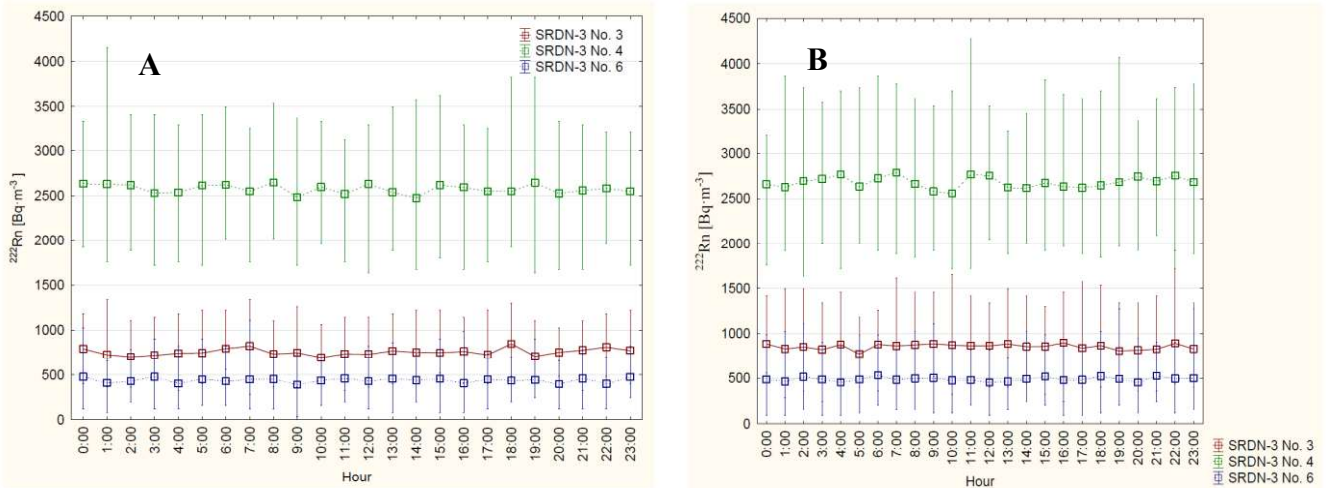 A
SRDN-3 No. 3
SRDN-3 No. 4
SRDN-3 No. 6
²²²Rn [Bq·m⁻³]
4500
4000
3500
3000
2500
2000
1500
1000
500
0
0:00 1:00 2:00 3:00 4:00 5:00 6:00 7:00 8:00 9:00 10:00 11:00 12:00 13:00 14:00 15:00 16:00 17:00 18:00 19:00 20:00 21:00 22:00 23:00
Hour
B
²²²Rn [Bq·m⁻³]
4500
4000
3500
3000
2500
2000
1500
1000
500
0
0:00 1:00 2:00 3:00 4:00 5:00 6:00 7:00 8:00 9:00 10:00 11:00 12:00 13:00 14:00 15:00 16:00 17:00 18:00 19:00 20:00 21:00 22:00 23:00
Hour
SRDN-3 No. 3
SRDN-3 No. 4
SRDN-3 No. 6